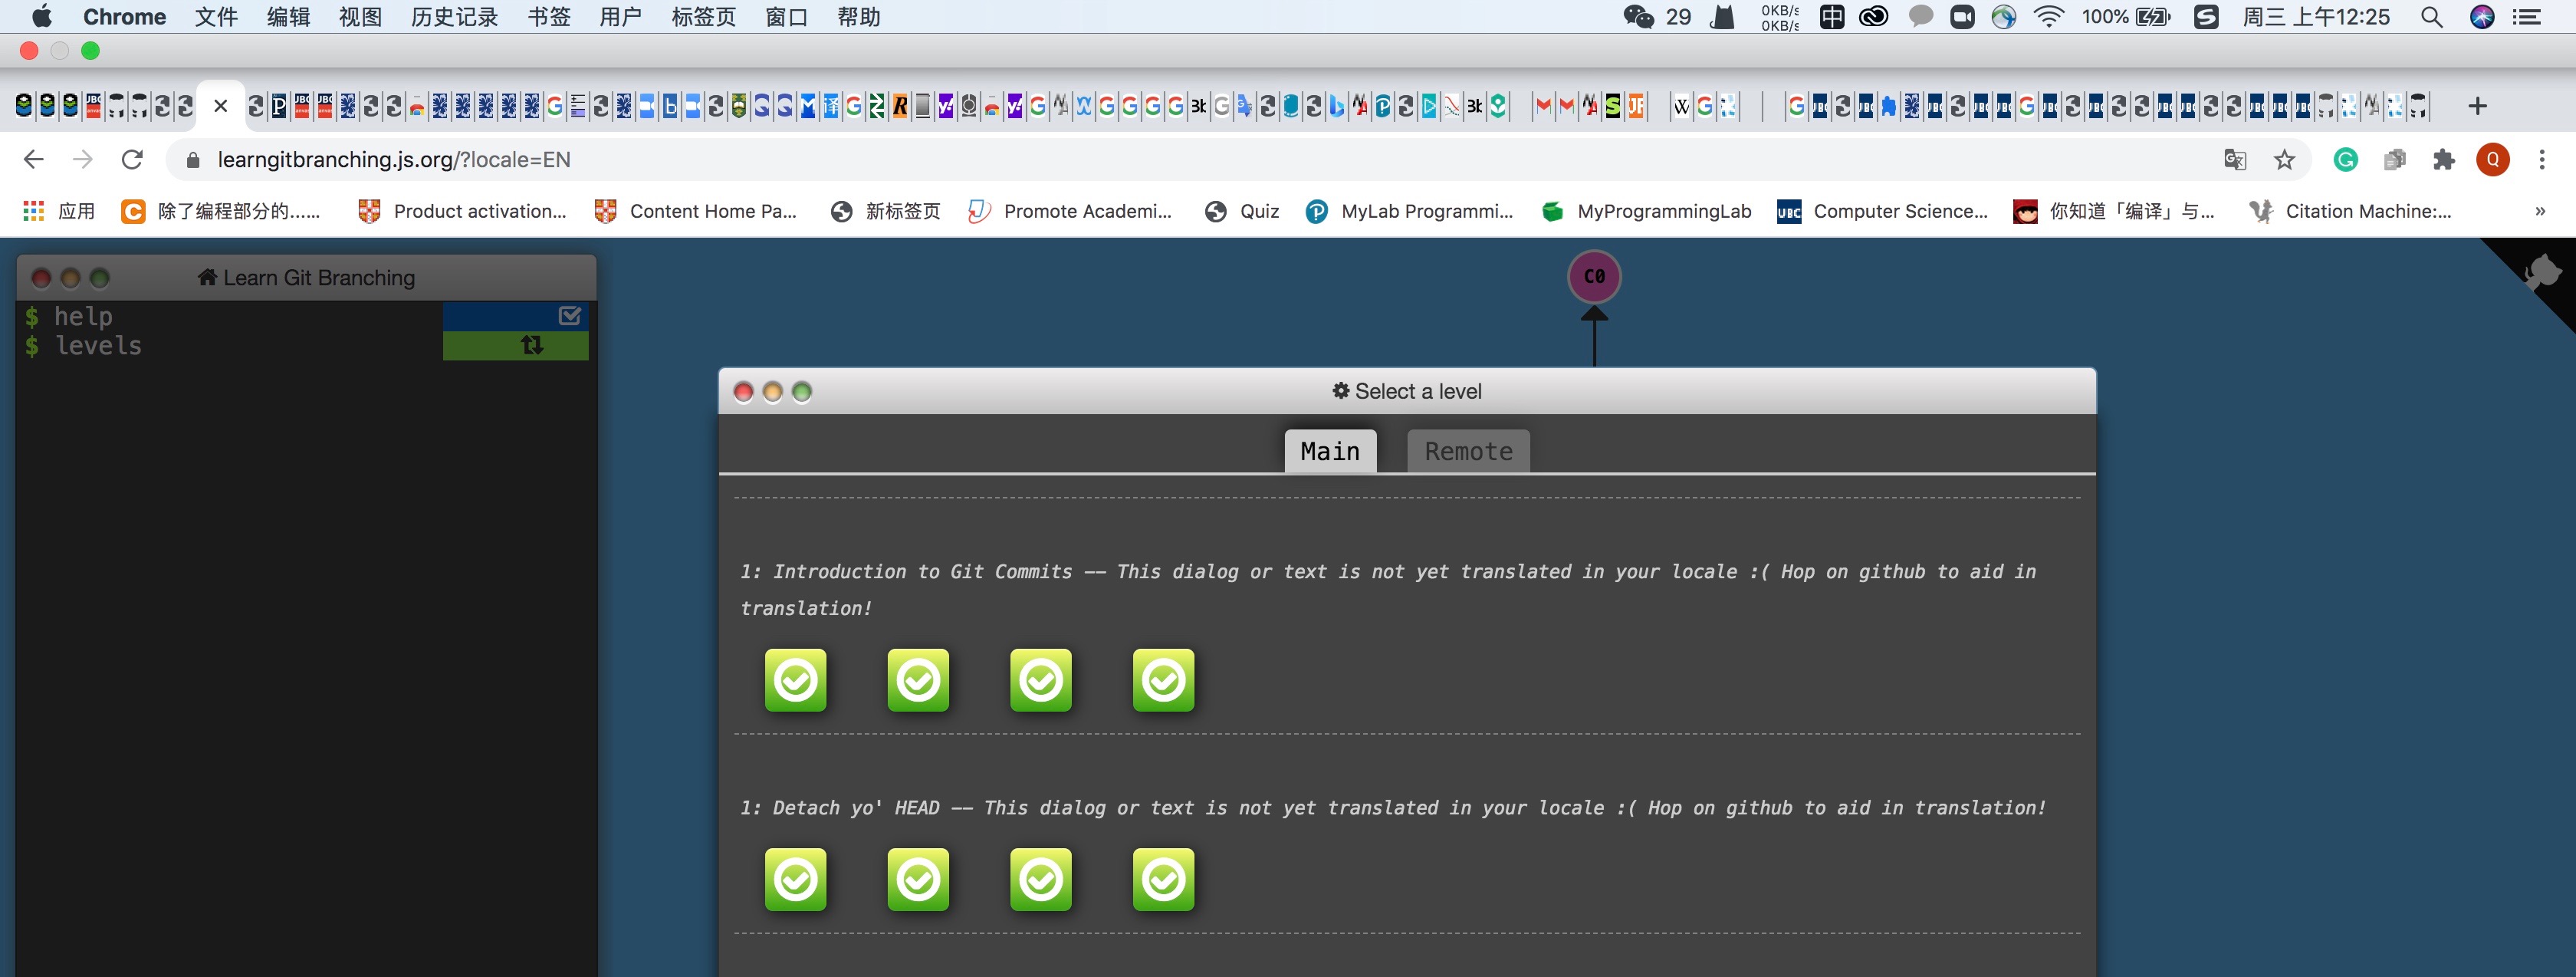 Chrome 文件 编辑 视图 历史记录 书签 用户 标签页 窗口 帮助 29 0KB/s 0KB/s 中 100% 周三 上午12:25
learngitbranching.js.org/?locale=EN Q
应用 除了编程部分的...... Product activation... Content Home Pa... 新标签页 Promote Academi... Quiz MyLab Programmi... MyProgrammingLab UBC Computer Science... 你知道「编译」与... Citation Machine:... »
Learn Git Branching
$ help
$ levels
C0
Select a level
Main Remote
1: Introduction to Git Commits -- This dialog or text is not yet translated in your locale :( Hop on github to aid in
translation!
1: Detach yo' HEAD -- This dialog or text is not yet translated in your locale :( Hop on github to aid in translation!